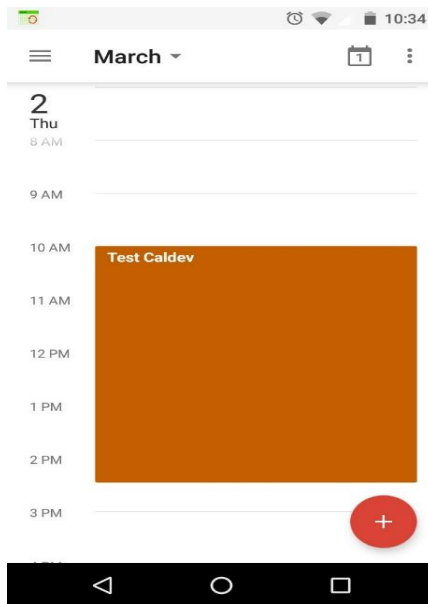 10:34
March
1
2
Thu
8 AM
9 AM
10 AM
Test Caldev
11 AM
12 PM
1 PM
2 PM
3 PM